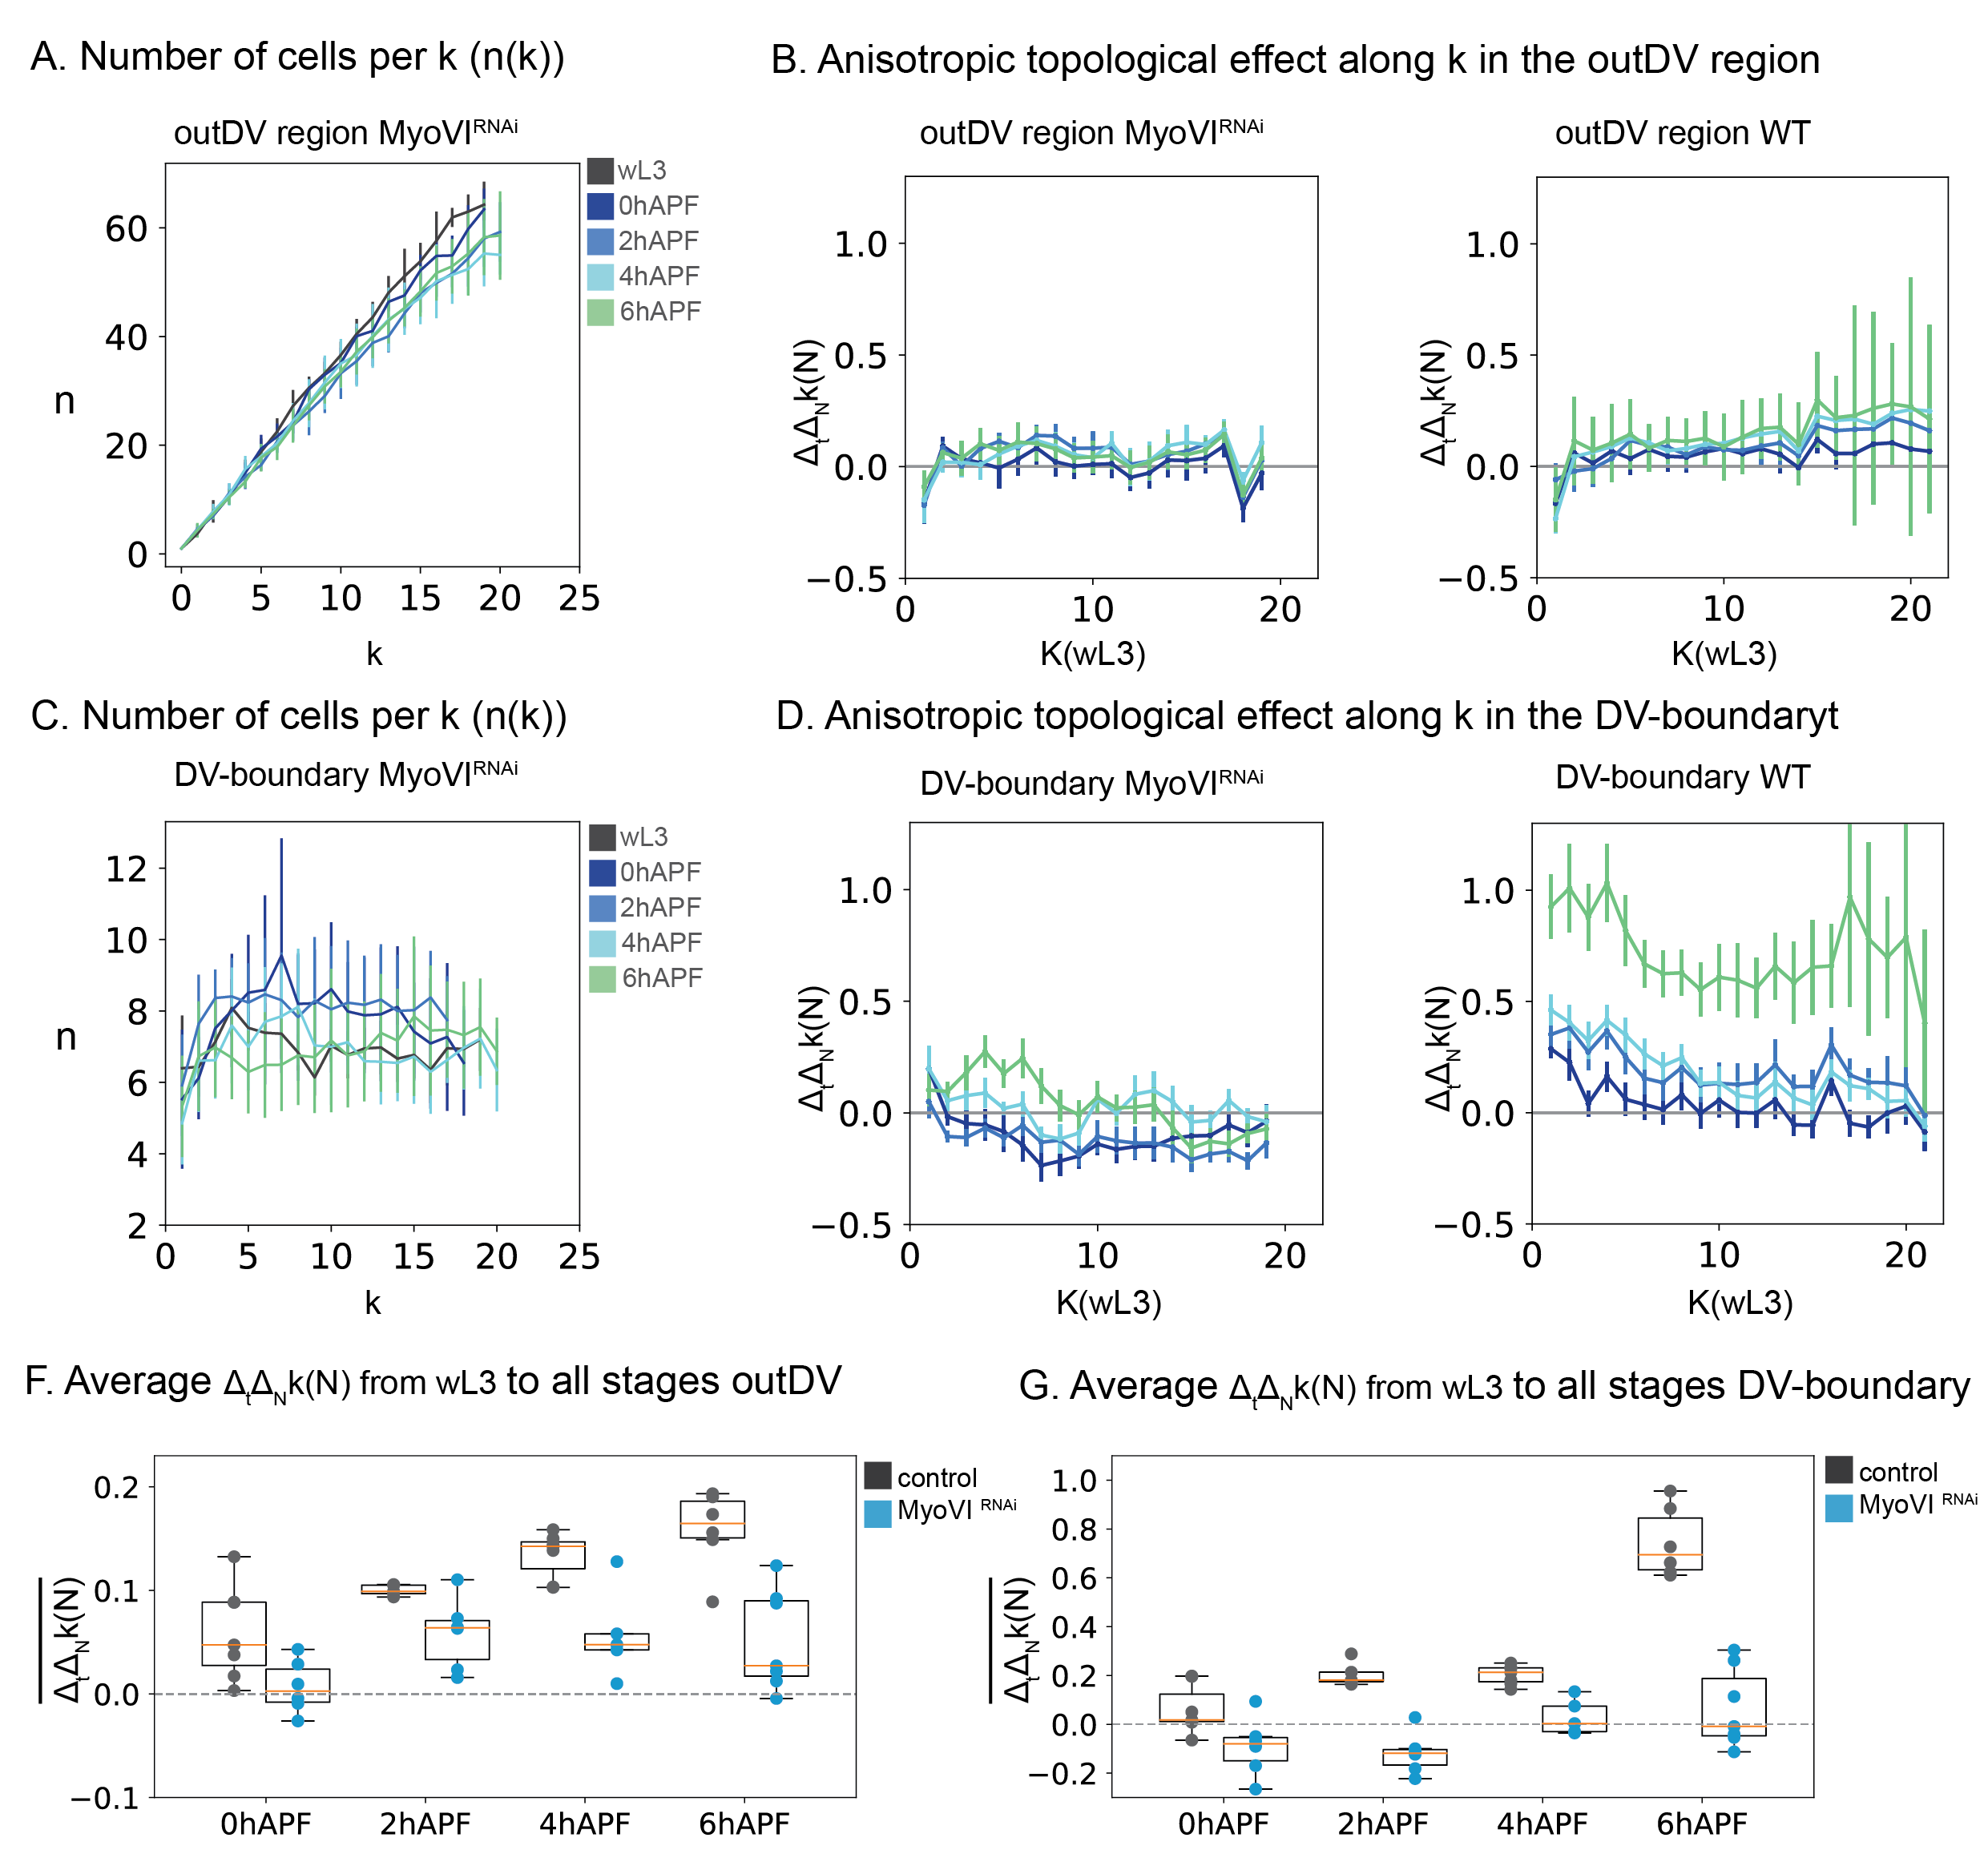 A. Number of cells per k (n(k))
outDV region MyoVI^RNAi
wL3
0hAPF
2hAPF
4hAPF
6hAPF
n
60
40
20
0
0 5 10 15 20 25
k
B. Anisotropic topological effect along k in the outDV region
outDV region MyoVI^RNAi
ΔtΔNk(N)
1.0
0.5
0.0
−0.5
0 10 20
K(wL3)
outDV region WT
ΔtΔNk(N)
1.0
0.5
0.0
−0.5
0 10 20
K(wL3)
C. Number of cells per k (n(k))
DV-boundary MyoVI^RNAi
wL3
0hAPF
2hAPF
4hAPF
6hAPF
n
12
10
8
6
4
2
0 5 10 15 20 25
k
D. Anisotropic topological effect along k in the DV-boundaryt
DV-boundary MyoVI^RNAi
ΔtΔNk(N)
1.0
0.5
0.0
−0.5
0 10 20
K(wL3)
DV-boundary WT
ΔtΔNk(N)
1.0
0.5
0.0
−0.5
0 10 20
K(wL3)
F. Average ΔtΔNk(N) from wL3 to all stages outDV
control
MyoVI RNAi
ΔtΔNk(N)
0.2
0.1
0.0
−0.1
0hAPF 2hAPF 4hAPF 6hAPF
G. Average ΔtΔNk(N) from wL3 to all stages DV-boundary
control
MyoVI RNAi
ΔtΔNk(N)
1.0
0.8
0.6
0.4
0.2
0.0
−0.2
0hAPF 2hAPF 4hAPF 6hAPF